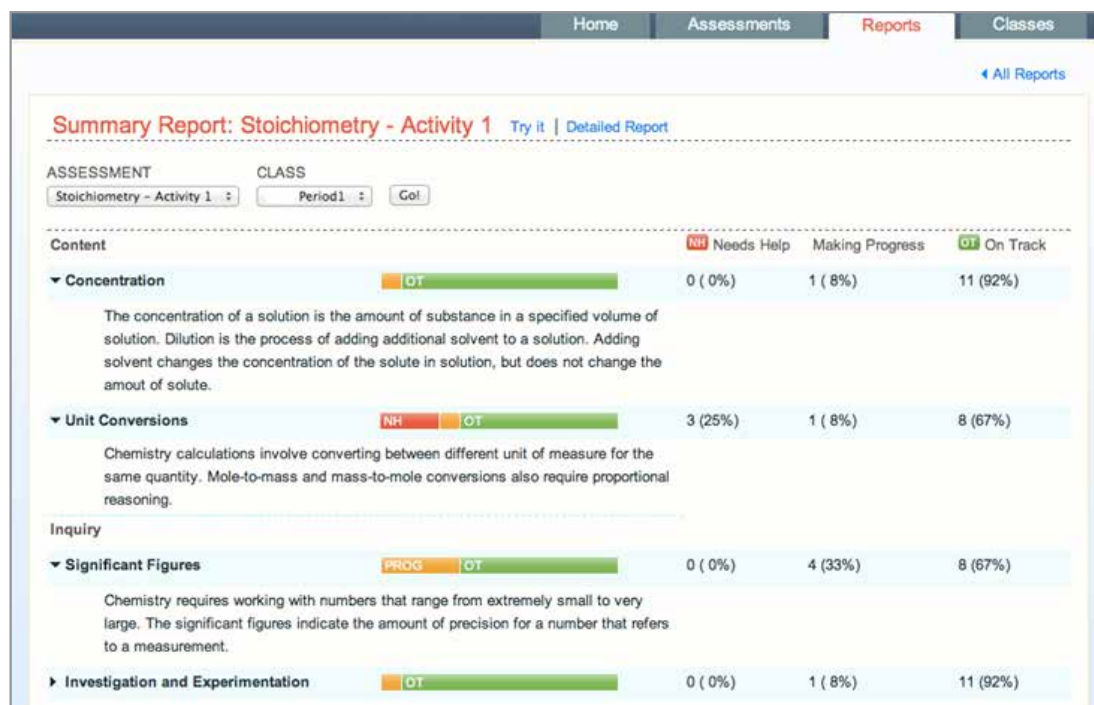 Home Assessments Reports Classes
All Reports
Summary Report: Stoichiometry - Activity 1 Try it | Detailed Report
ASSESSMENT CLASS
Stoichiometry - Activity 1 Period1 Go!
Content NH Needs Help Making Progress OT On Track
Concentration OT 0 ( 0%) 1 ( 8%) 11 (92%)
The concentration of a solution is the amount of substance in a specified volume of
solution. Dilution is the process of adding additional solvent to a solution. Adding
solvent changes the concentration of the solute in solution, but does not change the
amout of solute.
Unit Conversions NH OT 3 (25%) 1 ( 8%) 8 (67%)
Chemistry calculations involve converting between different unit of measure for the
same quantity. Mole-to-mass and mass-to-mole conversions also require proportional
reasoning.
Inquiry
Significant Figures PROG OT 0 ( 0%) 4 (33%) 8 (67%)
Chemistry requires working with numbers that range from extremely small to very
large. The significant figures indicate the amount of precision for a number that refers
to a measurement.
Investigation and Experimentation OT 0 ( 0%) 1 ( 8%) 11 (92%)